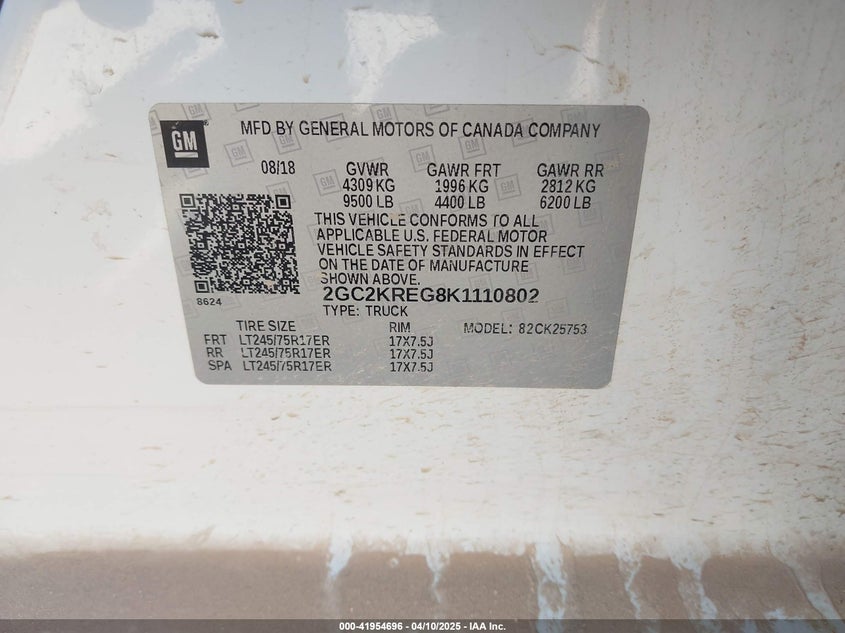 GM
MFD BY GENERAL MOTORS OF CANADA COMPANY
08/18 GVWR GAWR FRT GAWR RR
4309 KG 1996 KG 2812 KG
9500 LB 4400 LB 6200 LB
THIS VEHICLE CONFORMS TO ALL
APPLICABLE U.S. FEDERAL MOTOR
VEHICLE SAFETY STANDARDS IN EFFECT
ON THE DATE OF MANUFACTURE
SHOWN ABOVE.
8624
2GC2KREG8K1110802
TYPE: TRUCK
TIRE SIZE RIM MODEL: 82CK25753
FRT LT245/75R17ER 17X7.5J
RR LT245/75R17ER 17X7.5J
SPA LT245/75R17ER 17X7.5J
000-41954696 - 04/10/2025 - IAA Inc.